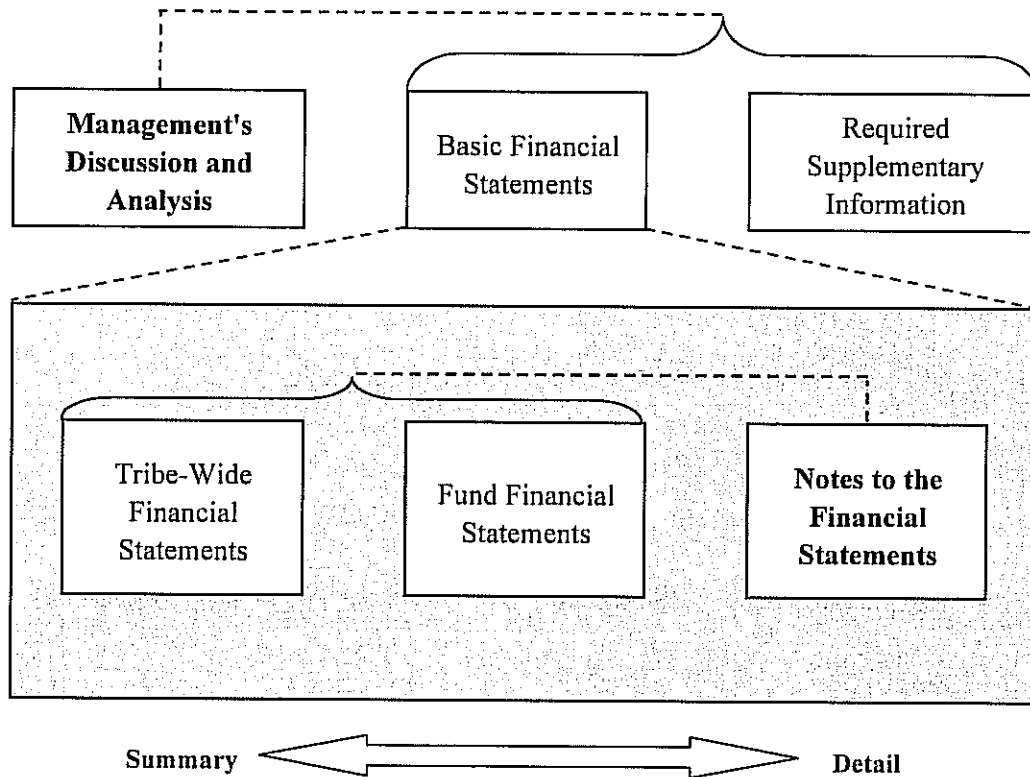 Management's
Discussion and
Analysis
Basic Financial
Statements
Required
Supplementary
Information
Tribe-Wide
Financial
Statements
Fund Financial
Statements
Notes to the
Financial
Statements
Summary
Detail